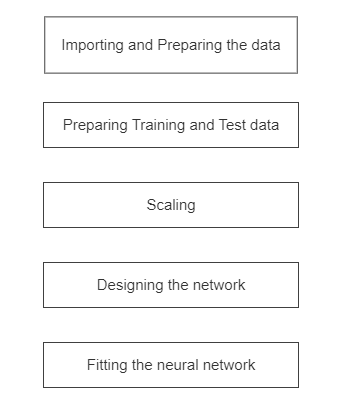 Importing and Preparing the data
Preparing Training and Test data
Scaling
Designing the network
Fitting the neural network